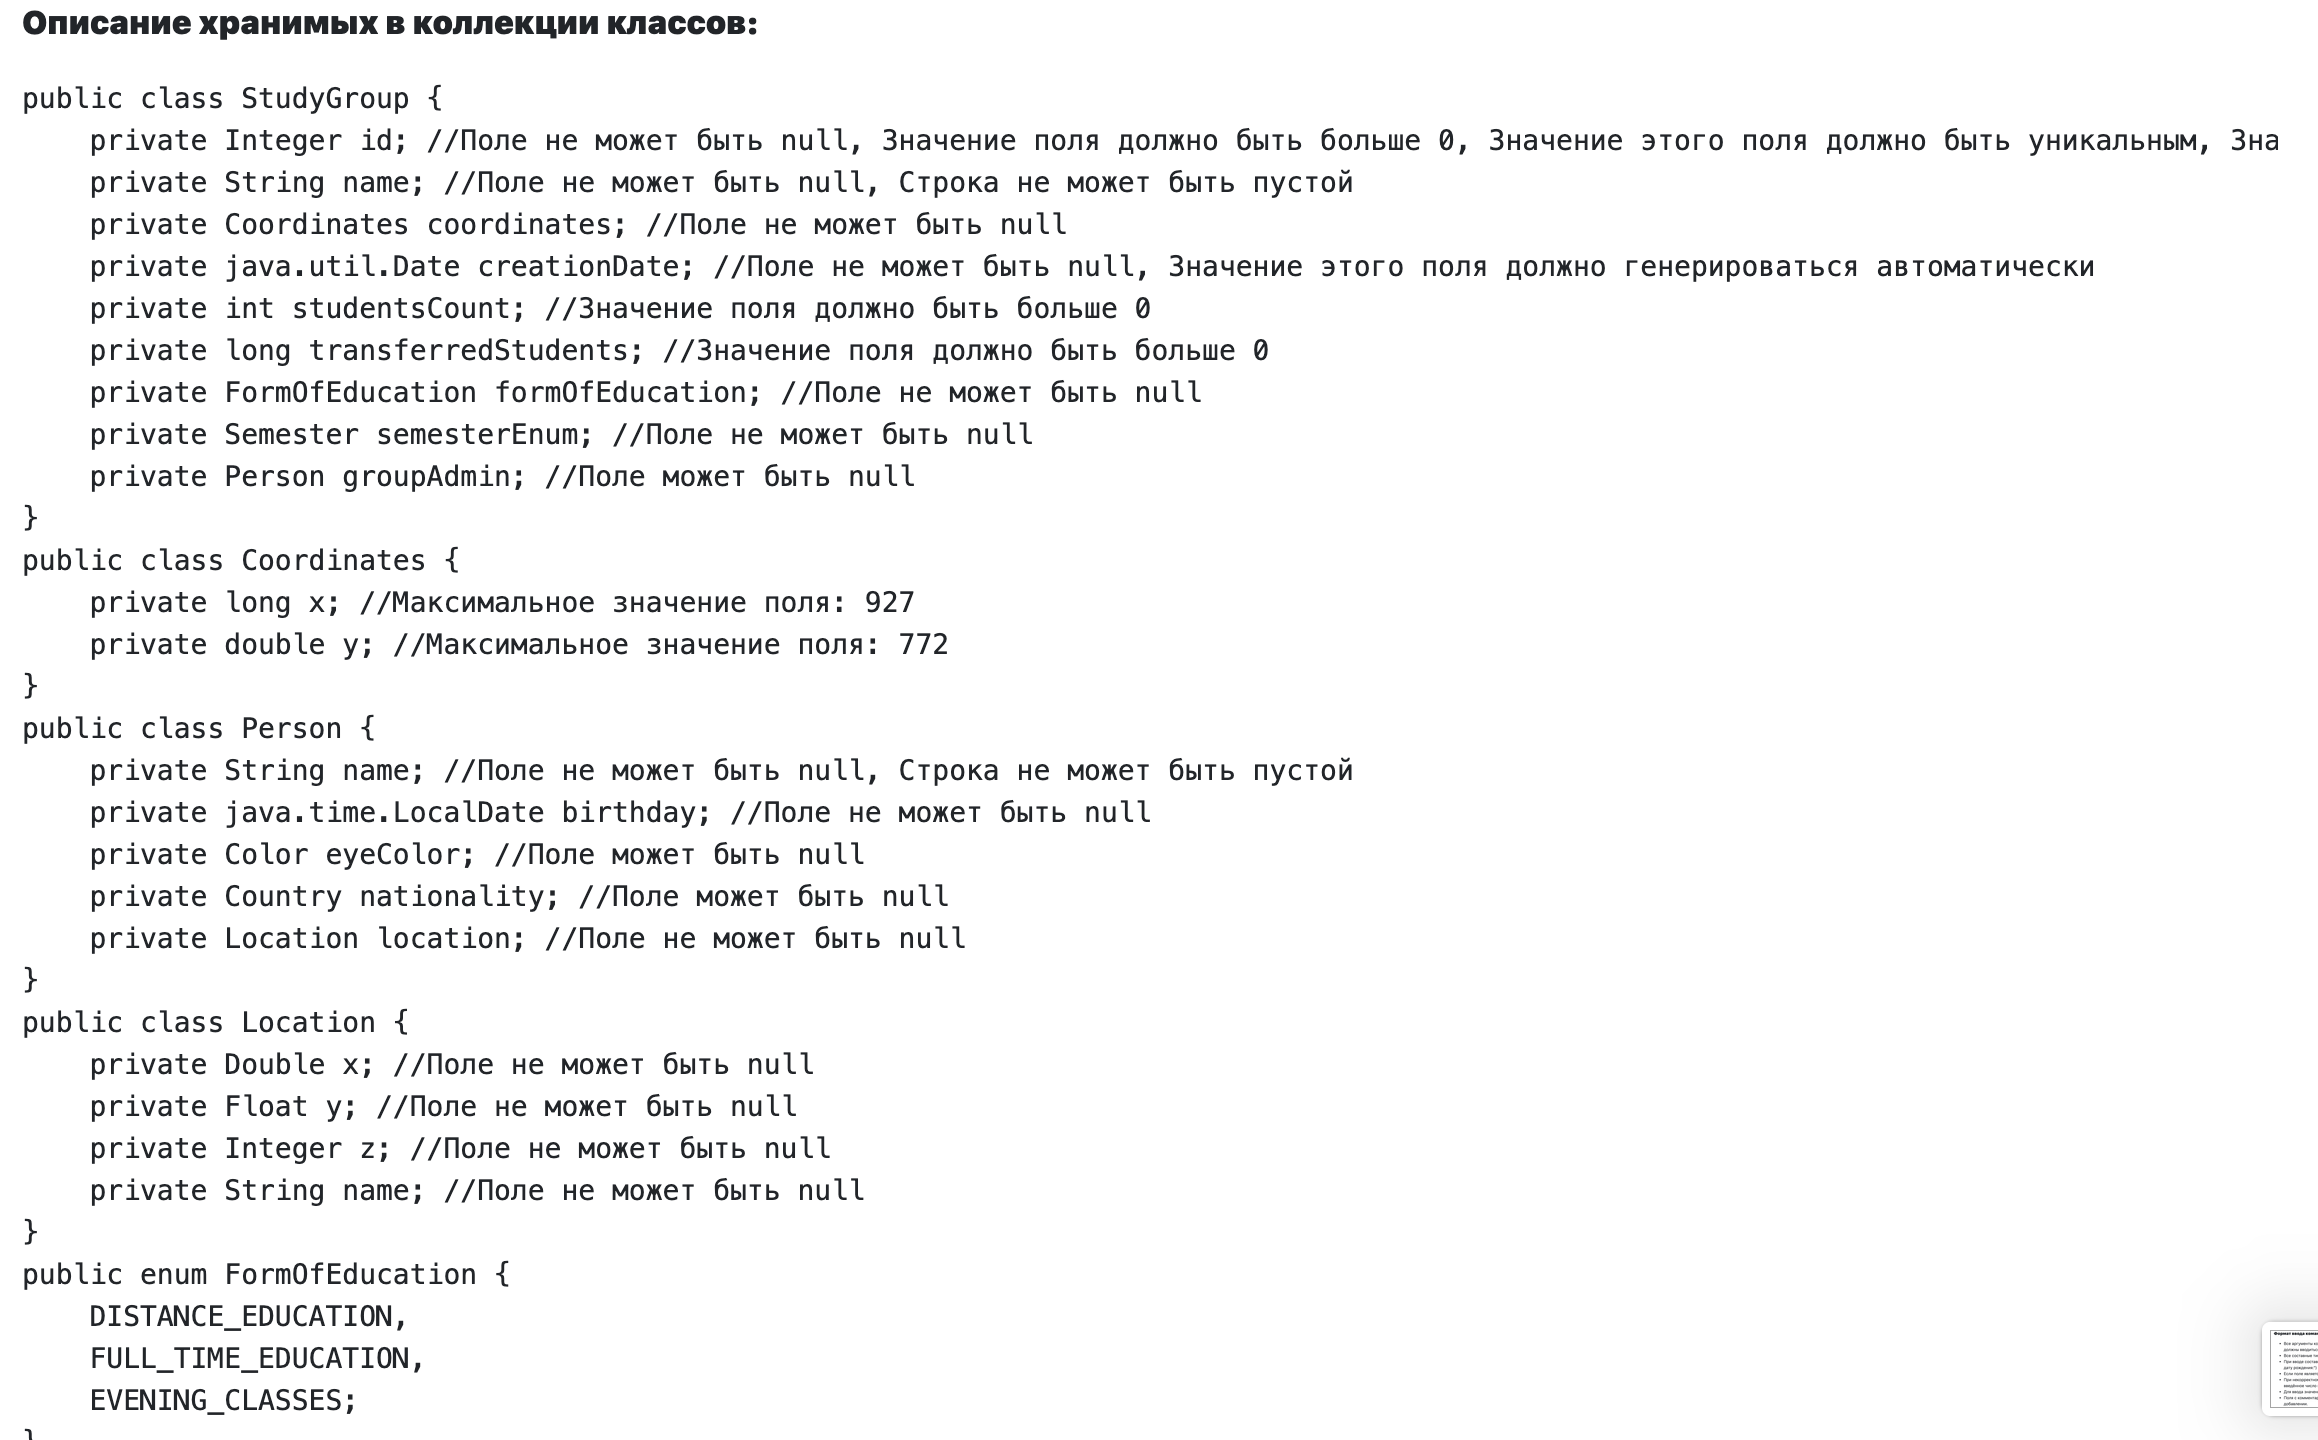 Описание хранимых в коллекции классов:
public class StudyGroup {
    private Integer id; //Поле не может быть null, Значение поля должно быть больше 0, Значение этого поля должно быть уникальным, Зна
    private String name; //Поле не может быть null, Строка не может быть пустой
    private Coordinates coordinates; //Поле не может быть null
    private java.util.Date creationDate; //Поле не может быть null, Значение этого поля должно генерироваться автоматически
    private int studentsCount; //Значение поля должно быть больше 0
    private long transferredStudents; //Значение поля должно быть больше 0
    private FormOfEducation formOfEducation; //Поле не может быть null
    private Semester semesterEnum; //Поле не может быть null
    private Person groupAdmin; //Поле может быть null
}
public class Coordinates {
    private long x; //Максимальное значение поля: 927
    private double y; //Максимальное значение поля: 772
}
public class Person {
    private String name; //Поле не может быть null, Строка не может быть пустой
    private java.time.LocalDate birthday; //Поле не может быть null
    private Color eyeColor; //Поле может быть null
    private Country nationality; //Поле может быть null
    private Location location; //Поле не может быть null
}
public class Location {
    private Double x; //Поле не может быть null
    private Float y; //Поле не может быть null
    private Integer z; //Поле не может быть null
    private String name; //Поле не может быть null
}
public enum FormOfEducation {
    DISTANCE_EDUCATION,
    FULL_TIME_EDUCATION,
    EVENING_CLASSES;
}